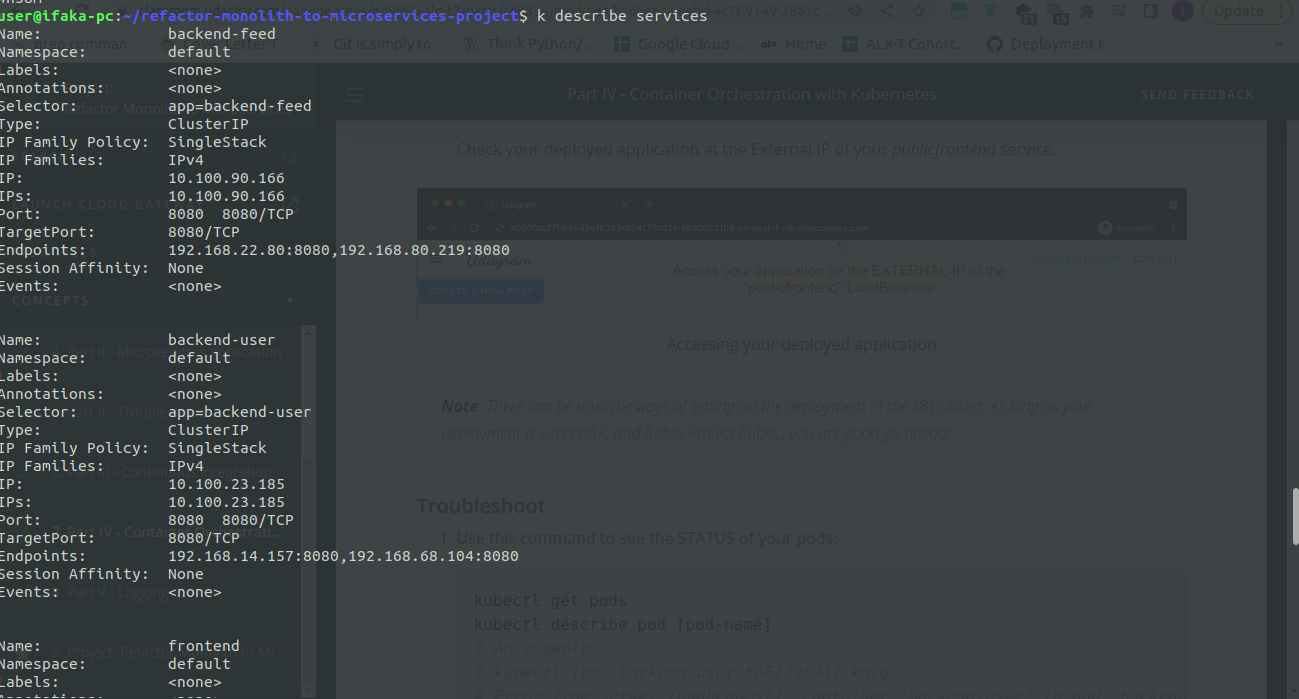 user@ifaka-pc:~/refactor-monolith-to-microservices-project$ k describe services
Name: backend-feed
Namespace: default
Labels: <none>
Annotations: <none>
Selector: app=backend-feed
Type: ClusterIP
IP Family Policy: SingleStack
IP Families: IPv4
IP: 10.100.90.166
IPs: 10.100.90.166
Port: 8080 8080/TCP
TargetPort: 8080/TCP
Endpoints: 192.168.22.80:8080,192.168.80.219:8080
Session Affinity: None
Events: <none>
Name: backend-user
Namespace: default
Labels: <none>
Annotations: <none>
Selector: app=backend-user
Type: ClusterIP
IP Family Policy: SingleStack
IP Families: IPv4
IP: 10.100.23.185
IPs: 10.100.23.185
Port: 8080 8080/TCP
TargetPort: 8080/TCP
Endpoints: 192.168.14.157:8080,192.168.68.104:8080
Session Affinity: None
Events: <none>
Name: frontend
Namespace: default
Labels: <none>
21
15
Update
Git is simply to...
Think Python/...
Google Cloud...
Home
ALX-T Cohort...
Deployment t...
Part IV - Container Orchestration with Kubernetes
SEND FEEDBACK
CONCEPTS
Check your deployed application at the External IP of your publicfrontend service.
Udagram
Incognito
LOG OUT
CREATE A NEW POST
Access your application on the EXTERNAL-IP of the
"publicfrontend" LoadBalancer
Accessing your deployed application
Note: There can be multiple ways of setting up the deployment in the k8s cluster. As long as your
deployment is successful, and fulfills Project Rubric, you are good go ahead!
Troubleshoot
1. Use this command to see the STATUS of your pods:
kubectl get pods
kubectl describe pod [pod-name]
# An example:
# kubectl logs backend-user-5667798847-knvqz